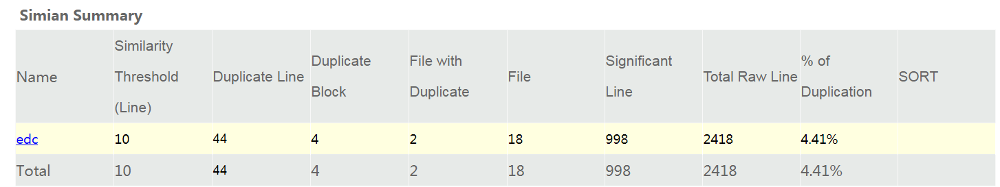 Simian Summary
Name Similarity Threshold (Line) Duplicate Line Duplicate Block File with Duplicate File Significant Line Total Raw Line % of Duplication SORT
edc 10 44 4 2 18 998 2418 4.41%
Total 10 44 4 2 18 998 2418 4.41%